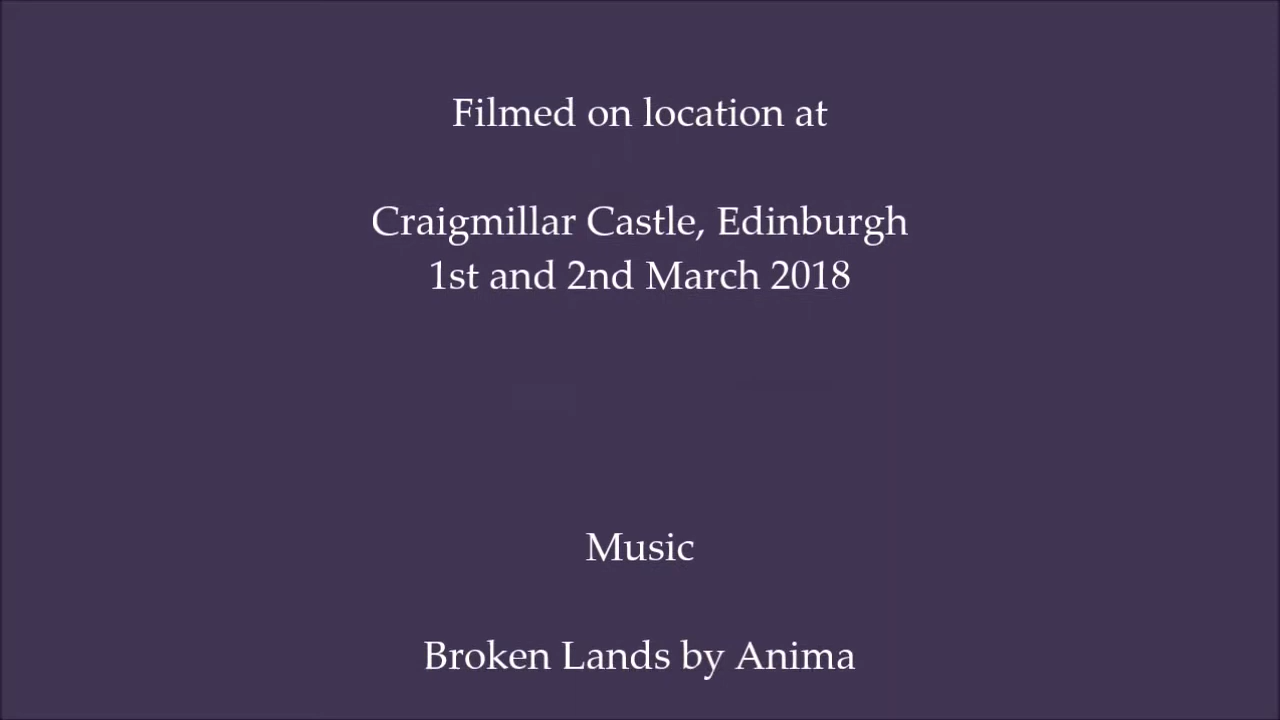 Filmed on location at
Craigmillar Castle, Edinburgh
1st and 2nd March 2018
Music
Broken Lands by Anima